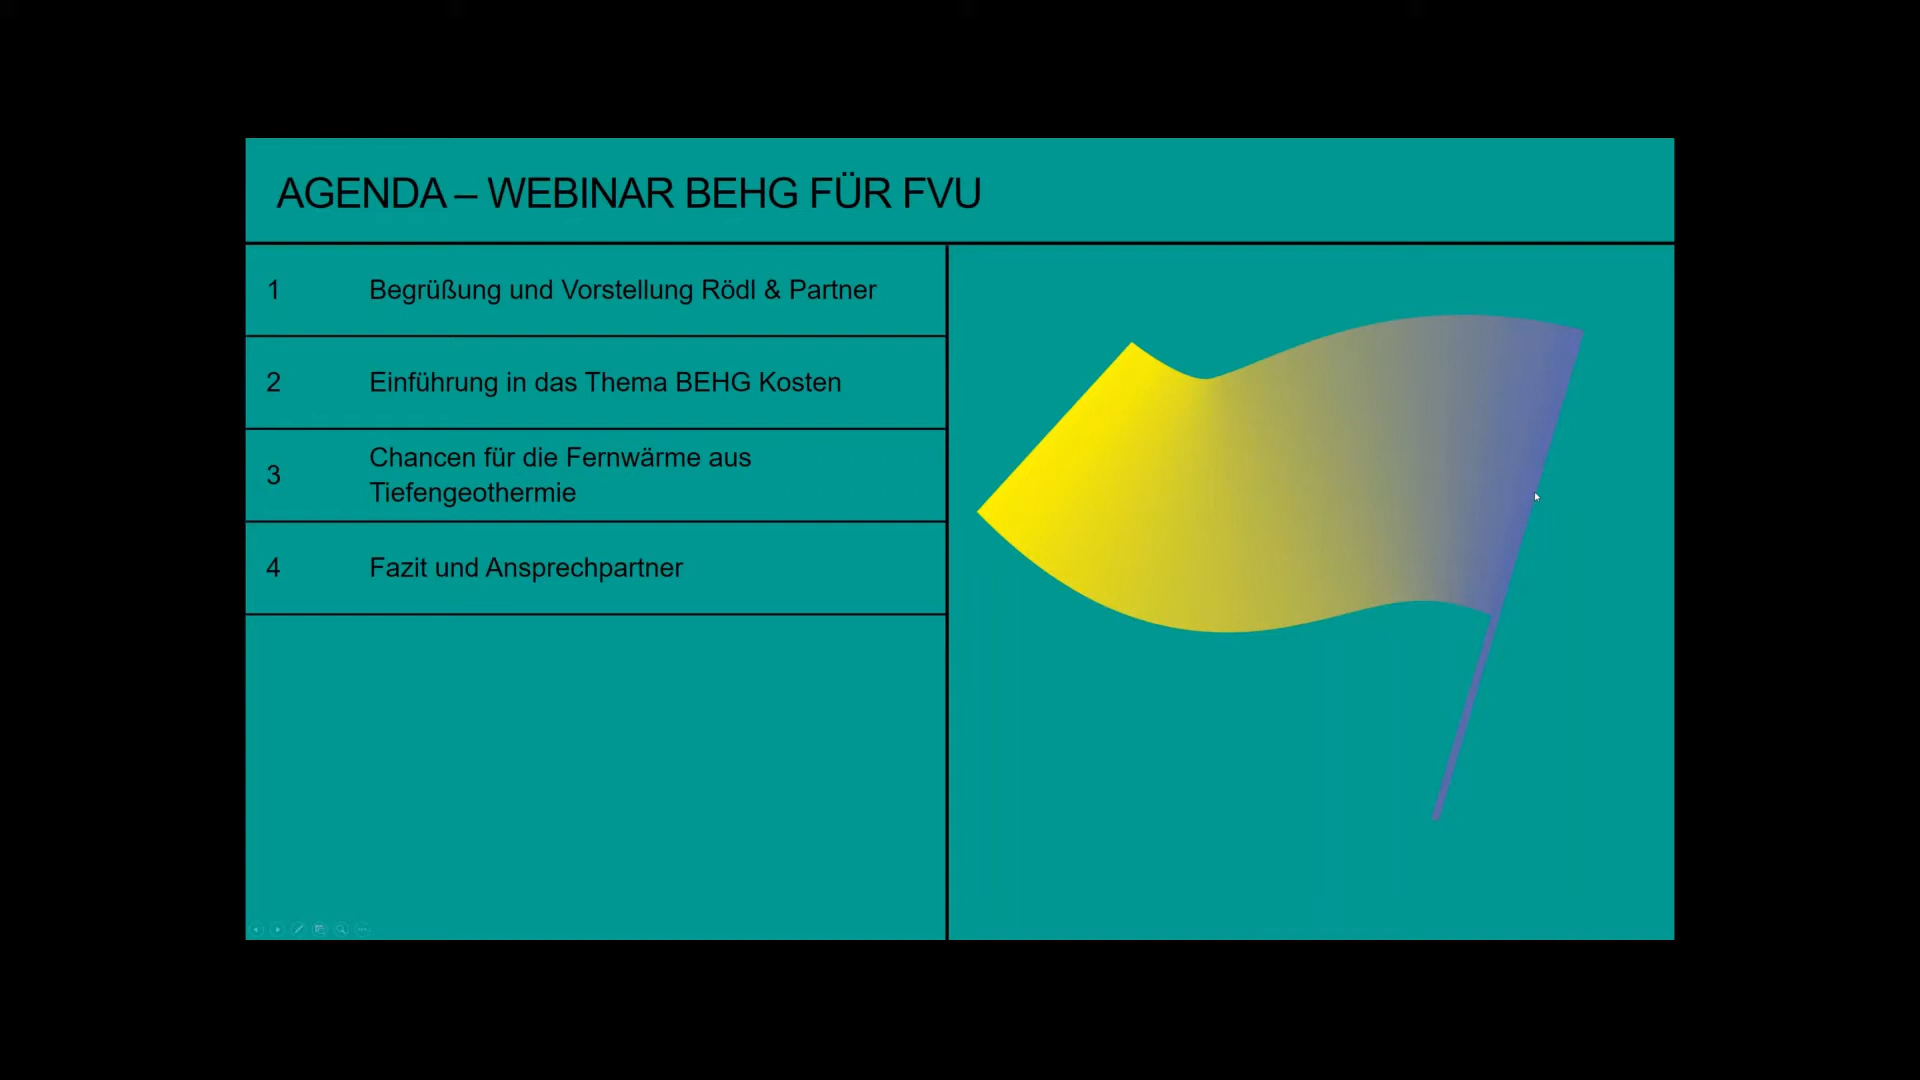 AGENDA – WEBINAR BEHG FÜR FVU
1 Begrüßung und Vorstellung Rödl & Partner
2 Einführung in das Thema BEHG Kosten
3 Chancen für die Fernwärme aus
Tiefengeothermie
4 Fazit und Ansprechpartner